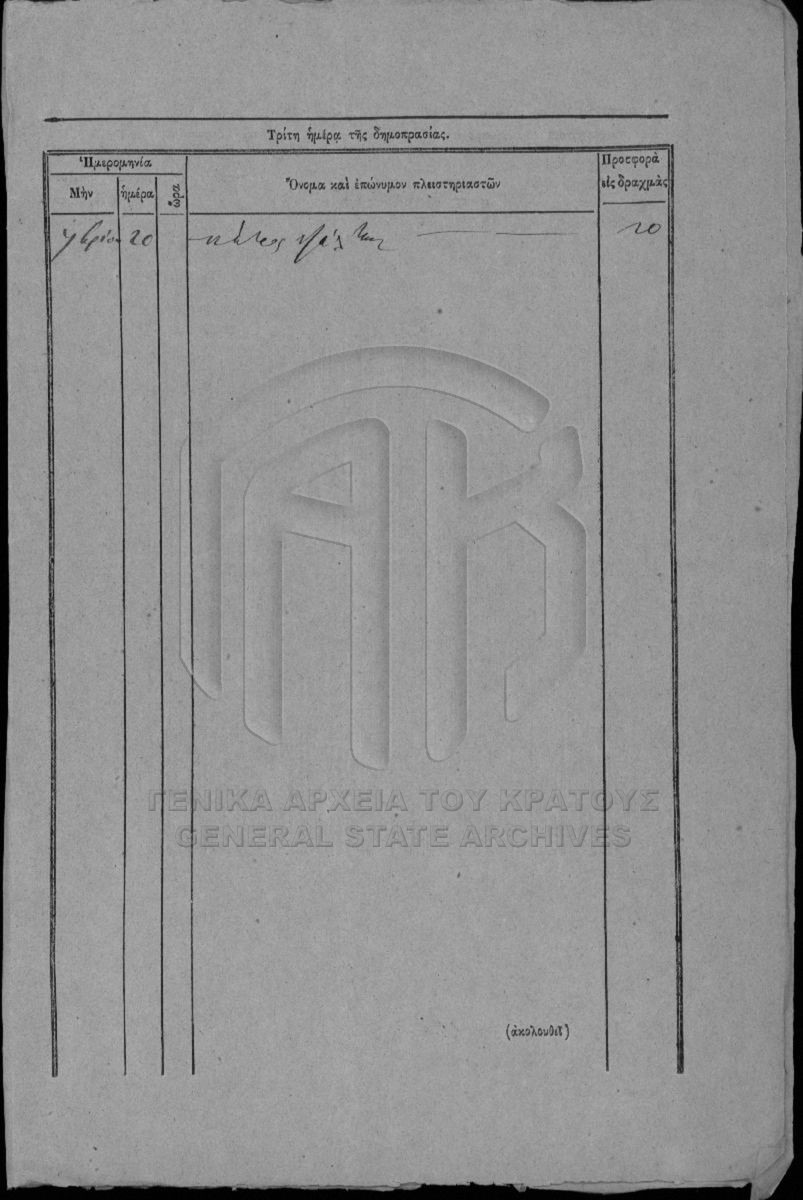 Τρίτη ἡμέρα τῆς δημοπρασίας.
Ἡμερομηνία
Μὴν
ἡμέρα
ὥρα
Ὄνομα καὶ ἐπώνυμον πλειστηριαστῶν
Προσφορὰ
εἰς δραχμὰς
20
20
(ἀκολουθεῖ)
ΓΕΝΙΚΑ ΑΡΧΕΙΑ ΤΟΥ ΚΡΑΤΟΥΣ
GENERAL STATE ARCHIVES